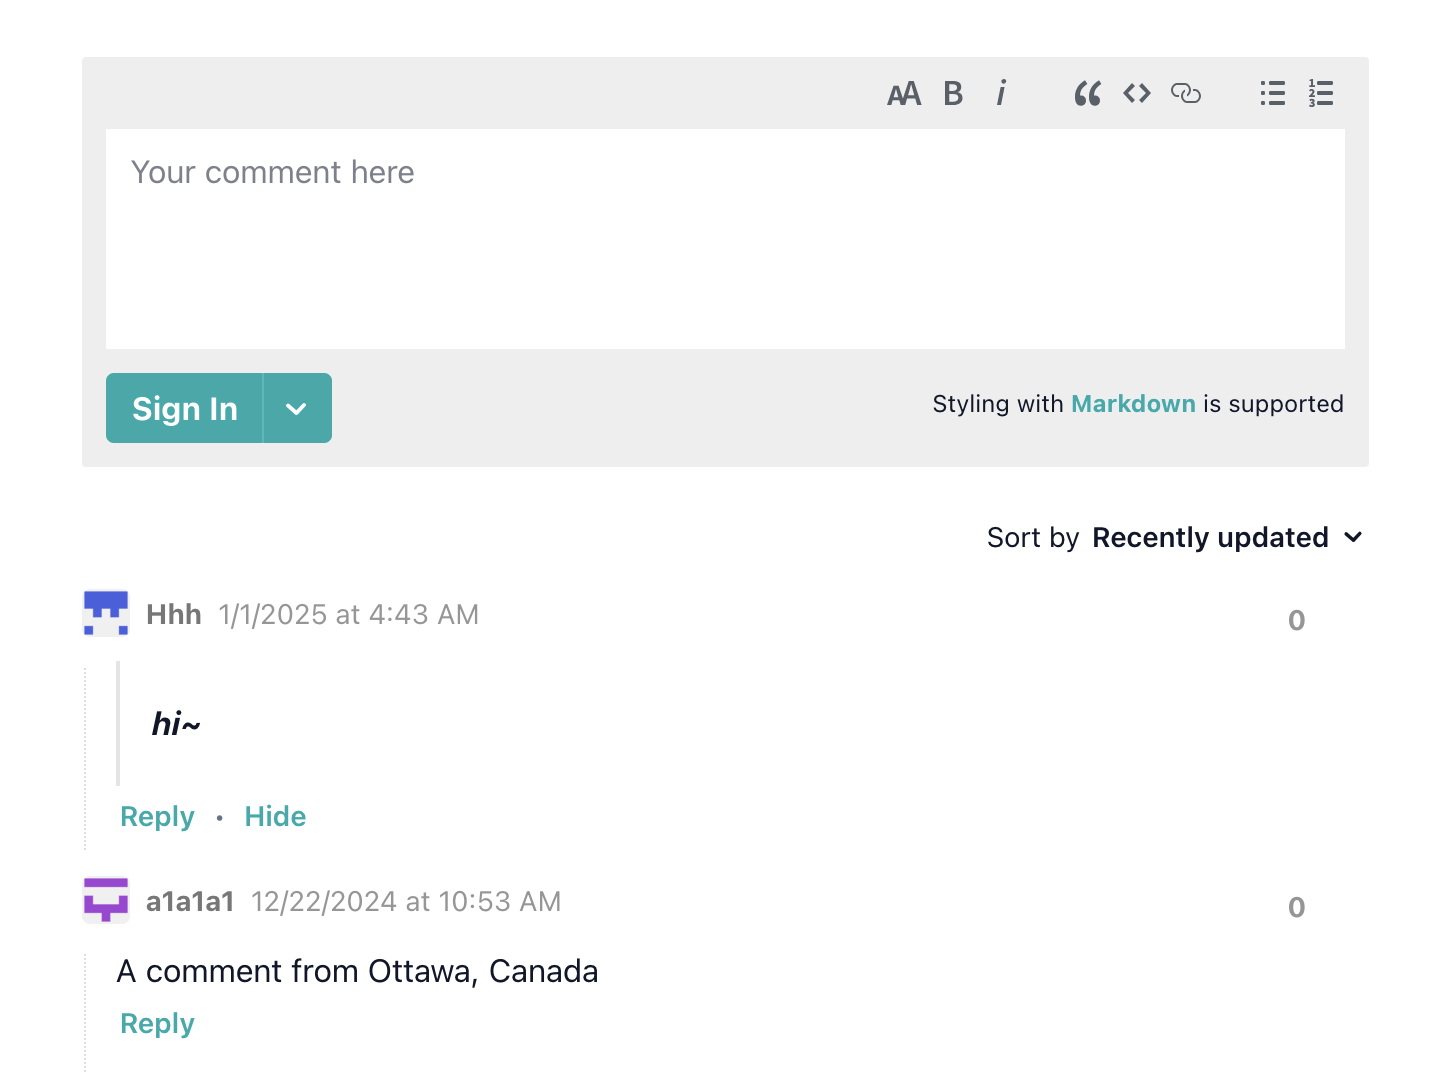 AA B i
Your comment here
Sign In
Styling with Markdown is supported
Sort by Recently updated
Hhh 1/1/2025 at 4:43 AM
0
hi~
Reply • Hide
a1a1a1 12/22/2024 at 10:53 AM
0
A comment from Ottawa, Canada
Reply